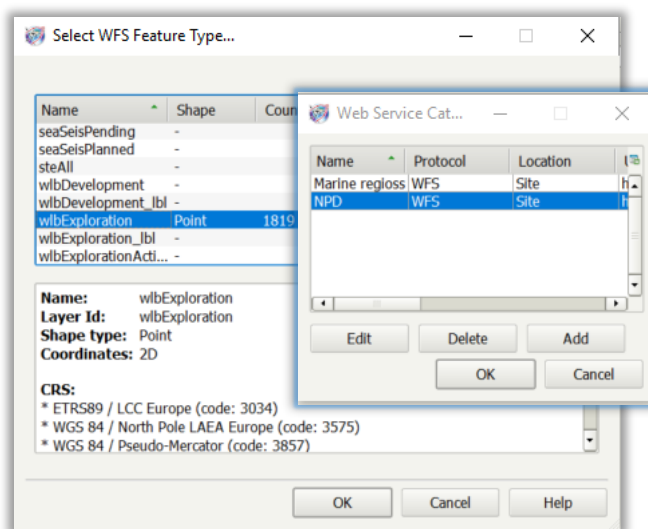 Select WFS Feature Type...
Name Shape Coun
seaSeisPending -
seaSeisPlanned -
steAll -
wlbDevelopment -
wlbDevelopment_lbl -
wlbExploration Point 1819
wlbExploration_lbl -
wlbExplorationActi... -
Name: wlbExploration
Layer Id: wlbExploration
Shape type: Point
Coordinates: 2D
CRS:
* ETRS89 / LCC Europe (code: 3034)
* WGS 84 / North Pole LAEA Europe (code: 3575)
* WGS 84 / Pseudo-Mercator (code: 3857)
OK Cancel Help
Web Service Cat...
Name Protocol Location
Marine regioss WFS Site h
NPD WFS Site h
Edit Delete Add
OK Cancel